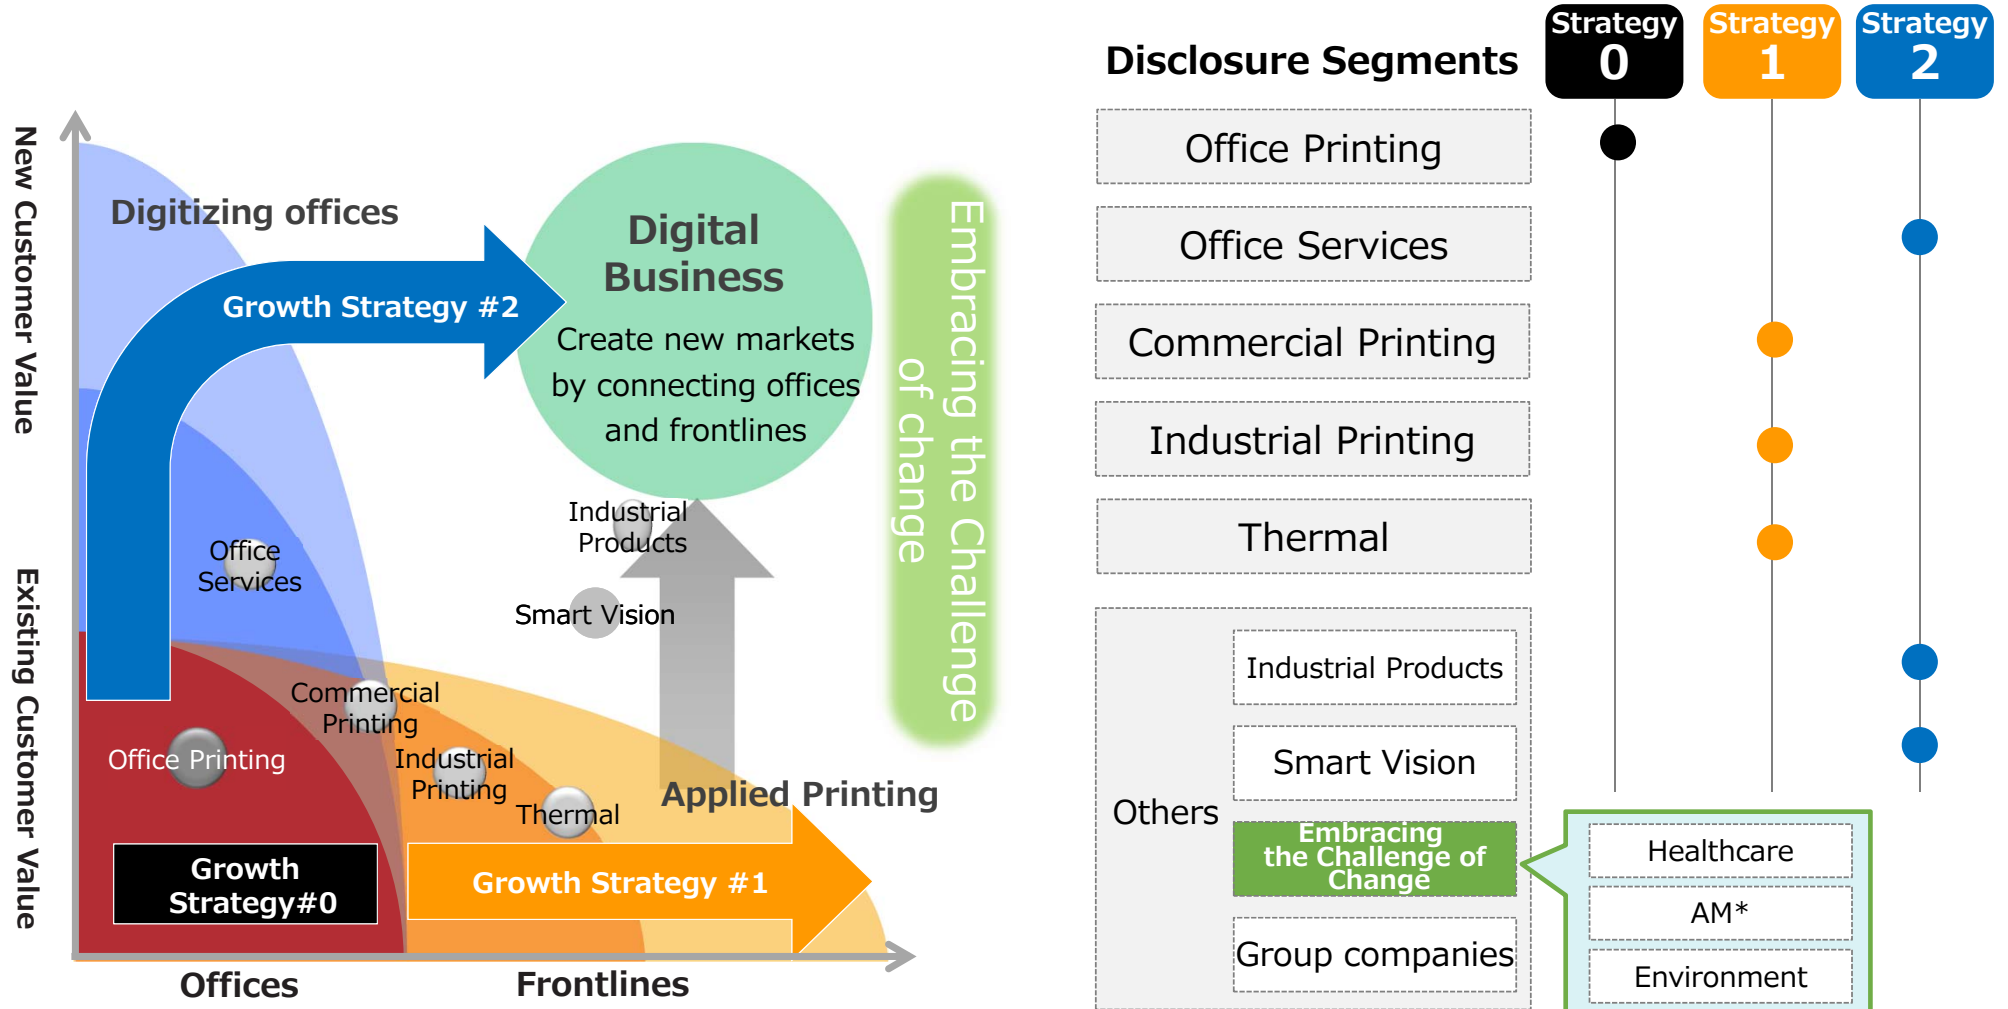 New Customer Value
Existing Customer Value
Digitizing offices
Growth Strategy #2
Digital
Business
Create new markets
by connecting offices
and frontlines
Embracing the Challenge
of change
Industrial
Products
Office
Services
Smart Vision
Commercial
Printing
Office Printing
Industrial
Printing
Thermal
Applied Printing
Growth
Strategy#0
Growth Strategy #1
Offices
Frontlines
Disclosure Segments
Strategy
0
Strategy
1
Strategy
2
Office Printing
Office Services
Commercial Printing
Industrial Printing
Thermal
Others
Industrial Products
Smart Vision
Embracing
the Challenge of
Change
Group companies
Healthcare
AM*
Environment